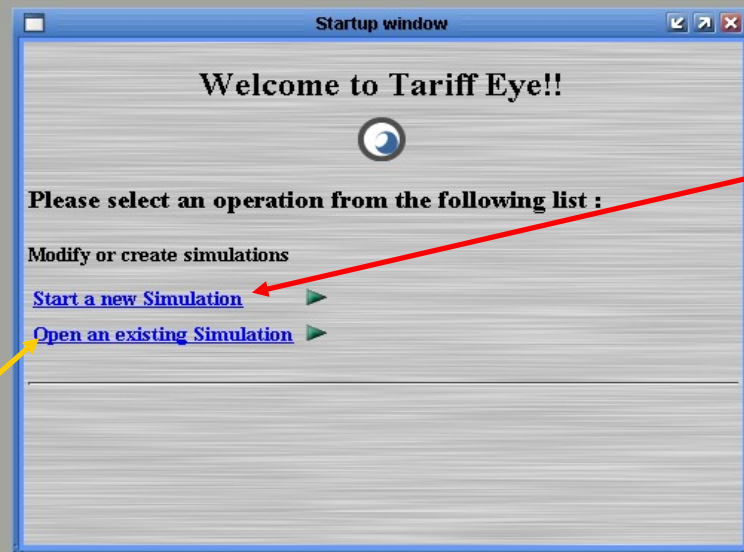 Startup window
Welcome to Tariff Eye!!
Please select an operation from the following list :
Modify or create simulations
Start a new Simulation
Open an existing Simulation